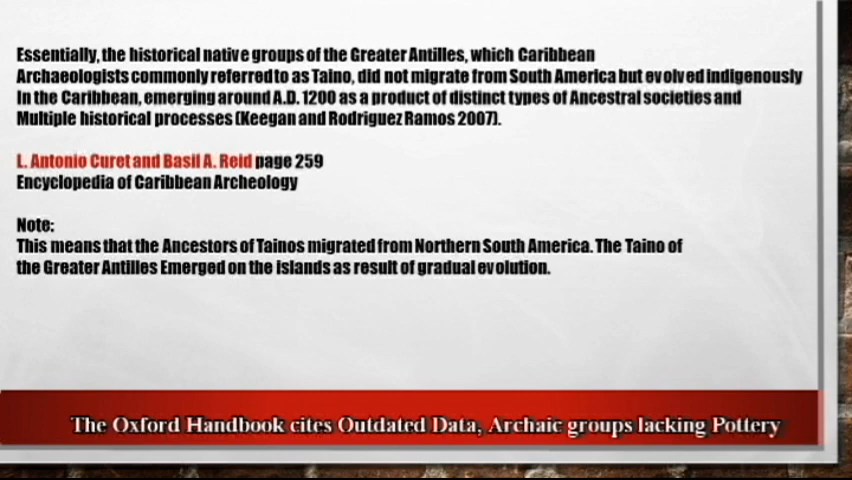 Essentially, the historical native groups of the Greater Antilles, which Caribbean
Archaeologists commonly referred to as Taino, did not migrate from South America but evolved indigenously
In the Caribbean, emerging around A.D. 1200 as a product of distinct types of Ancestral societies and
Multiple historical processes (Keegan and Rodriguez Ramos 2007).
L. Antonio Curet and Basil A. Reid page 259
Encyclopedia of Caribbean Archeology
Note:
This means that the Ancestors of Tainos migrated from Northern South America. The Taino of
the Greater Antilles Emerged on the islands as result of gradual evolution.
The Oxford Handbook cites Outdated Data, Archaic groups lacking Pottery